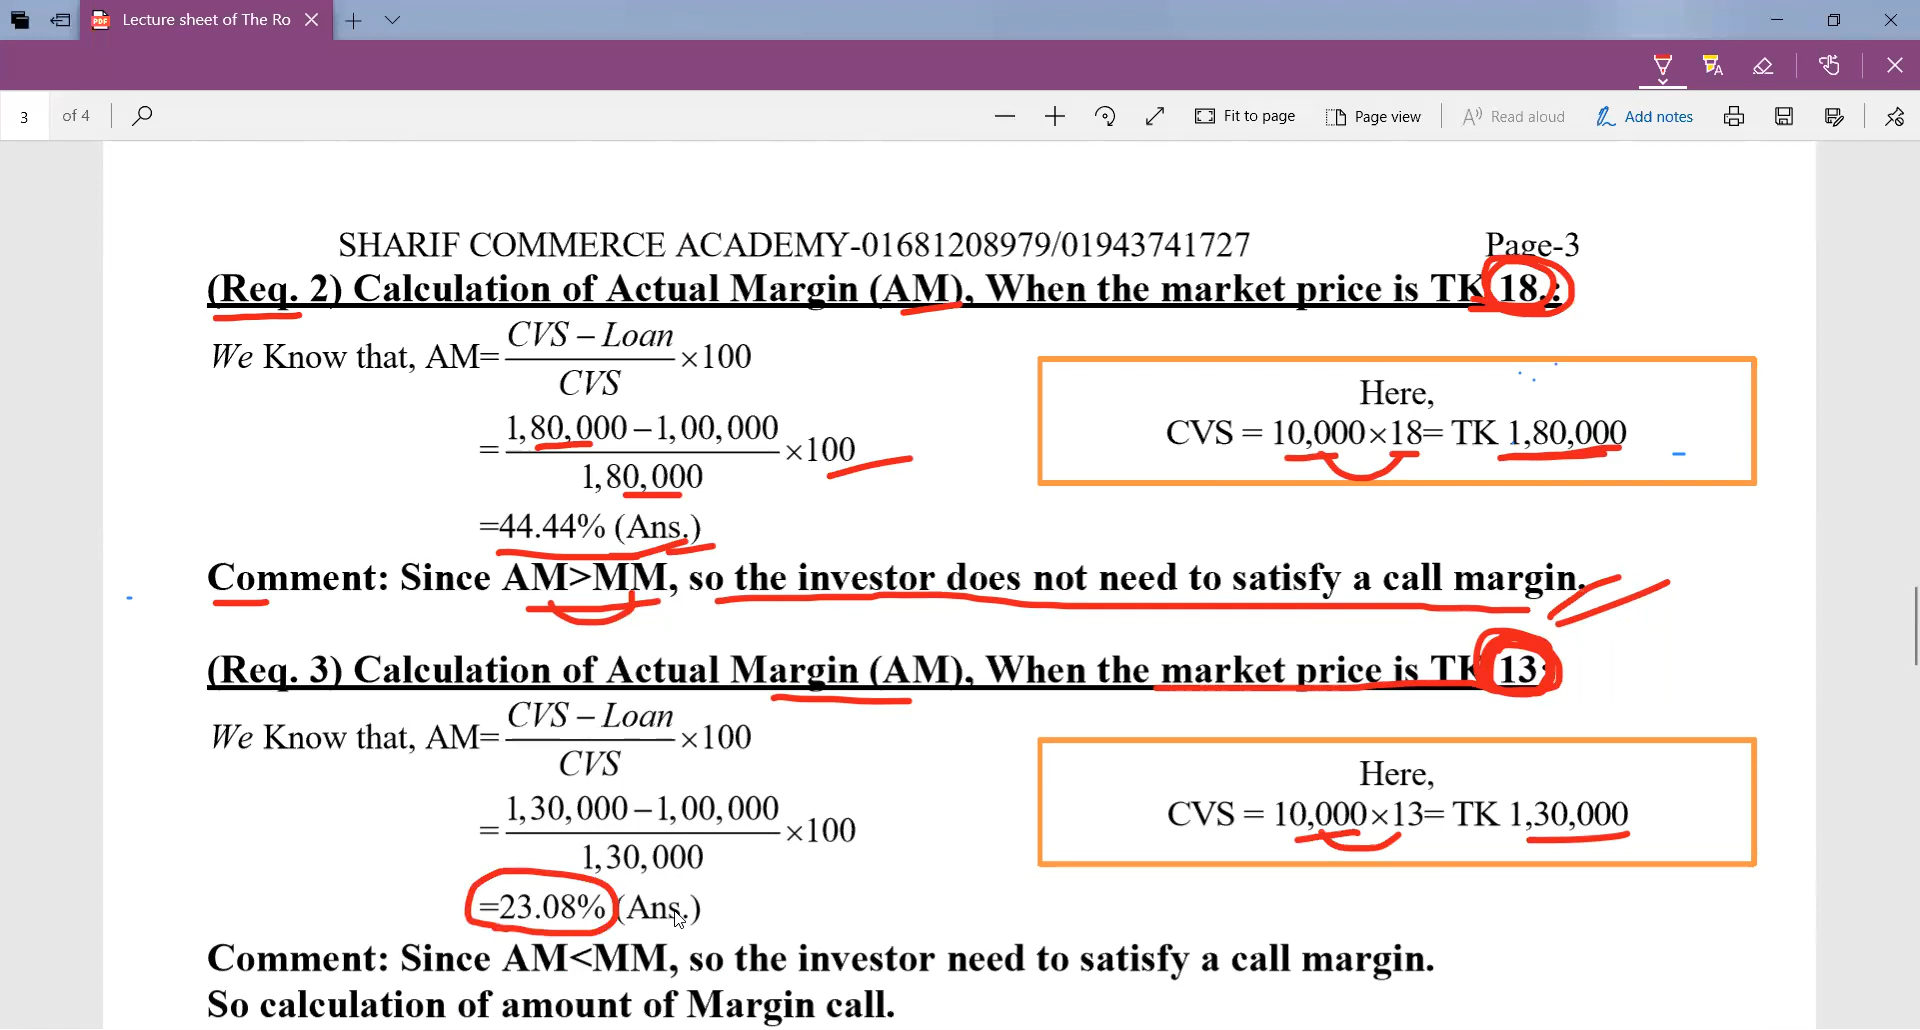 Lecture sheet of The Ro
3 of 4
Fit to page
Page view
Read aloud
Add notes
SHARIF COMMERCE ACADEMY-01681208979/01943741727 Page-3
(Req. 2) Calculation of Actual Margin (AM), When the market price is TK 18.:
We Know that, AM= CVS – Loan / CVS ×100
= 1,80,000 – 1,00,000 / 1,80,000 ×100
=44.44% (Ans.)
Here,
CVS = 10,000×18= TK 1,80,000
Comment: Since AM>MM, so the investor does not need to satisfy a call margin.
(Req. 3) Calculation of Actual Margin (AM), When the market price is TK 13:
We Know that, AM= CVS – Loan / CVS ×100
= 1,30,000 – 1,00,000 / 1,30,000 ×100
=23.08% (Ans.)
Here,
CVS = 10,000×13= TK 1,30,000
Comment: Since AM<MM, so the investor need to satisfy a call margin.
So calculation of amount of Margin call.